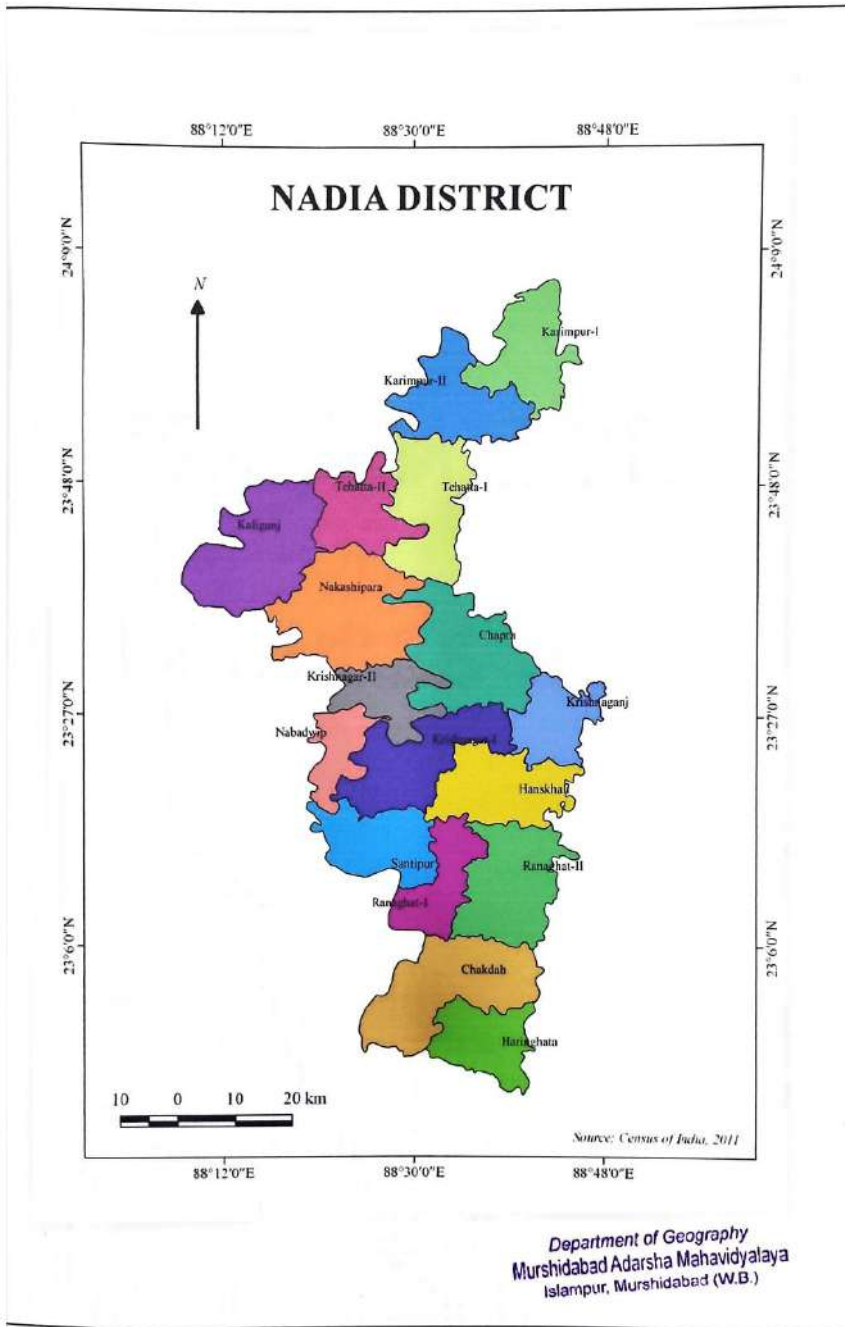 88°12'0"E 88°30'0"E 88°48'0"E
NADIA DISTRICT
24°9'0"N 24°9'0"N
N
Karimpur-I
Karimpur-II
23°48'0"N 23°48'0"N
Tehatta-II Tehatta-I
Kaliganj
Nakashipara
Chapra
Krishnagar-II
Krishnaganj
23°27'0"N 23°27'0"N
Nabadwip
Krishnagar-I
Hanskhali
Santipur
Ranaghat-II
Ranaghat-I
23°6'0"N 23°6'0"N
Chakdah
Haringhata
10 0 10 20 km
Source: Census of India, 2011
88°12'0"E 88°30'0"E 88°48'0"E
Department of Geography
Murshidabad Adarsha Mahavidyalaya
Islampur, Murshidabad (W.B.)